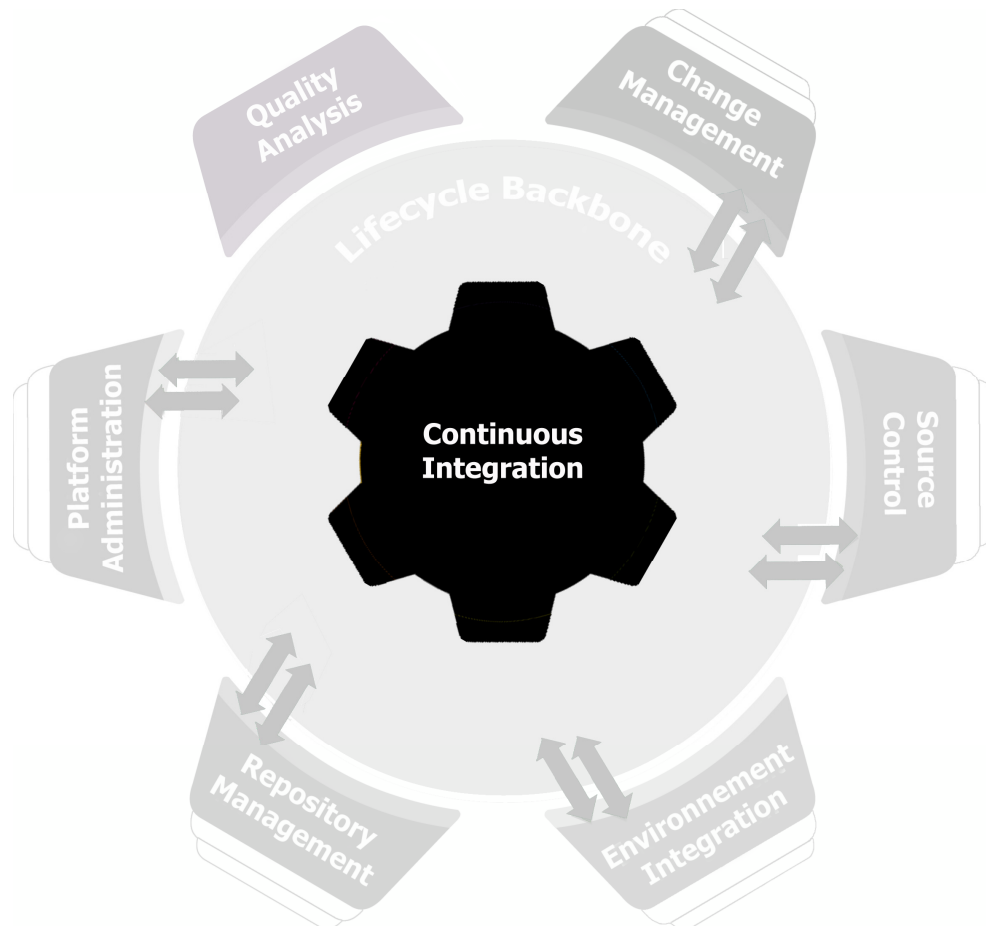 Quality
Analysis
Change
Management
Lifecycle Backbone
Platform
Administration
Continuous
Integration
Source
Control
Repository
Management
Environnement
Integration